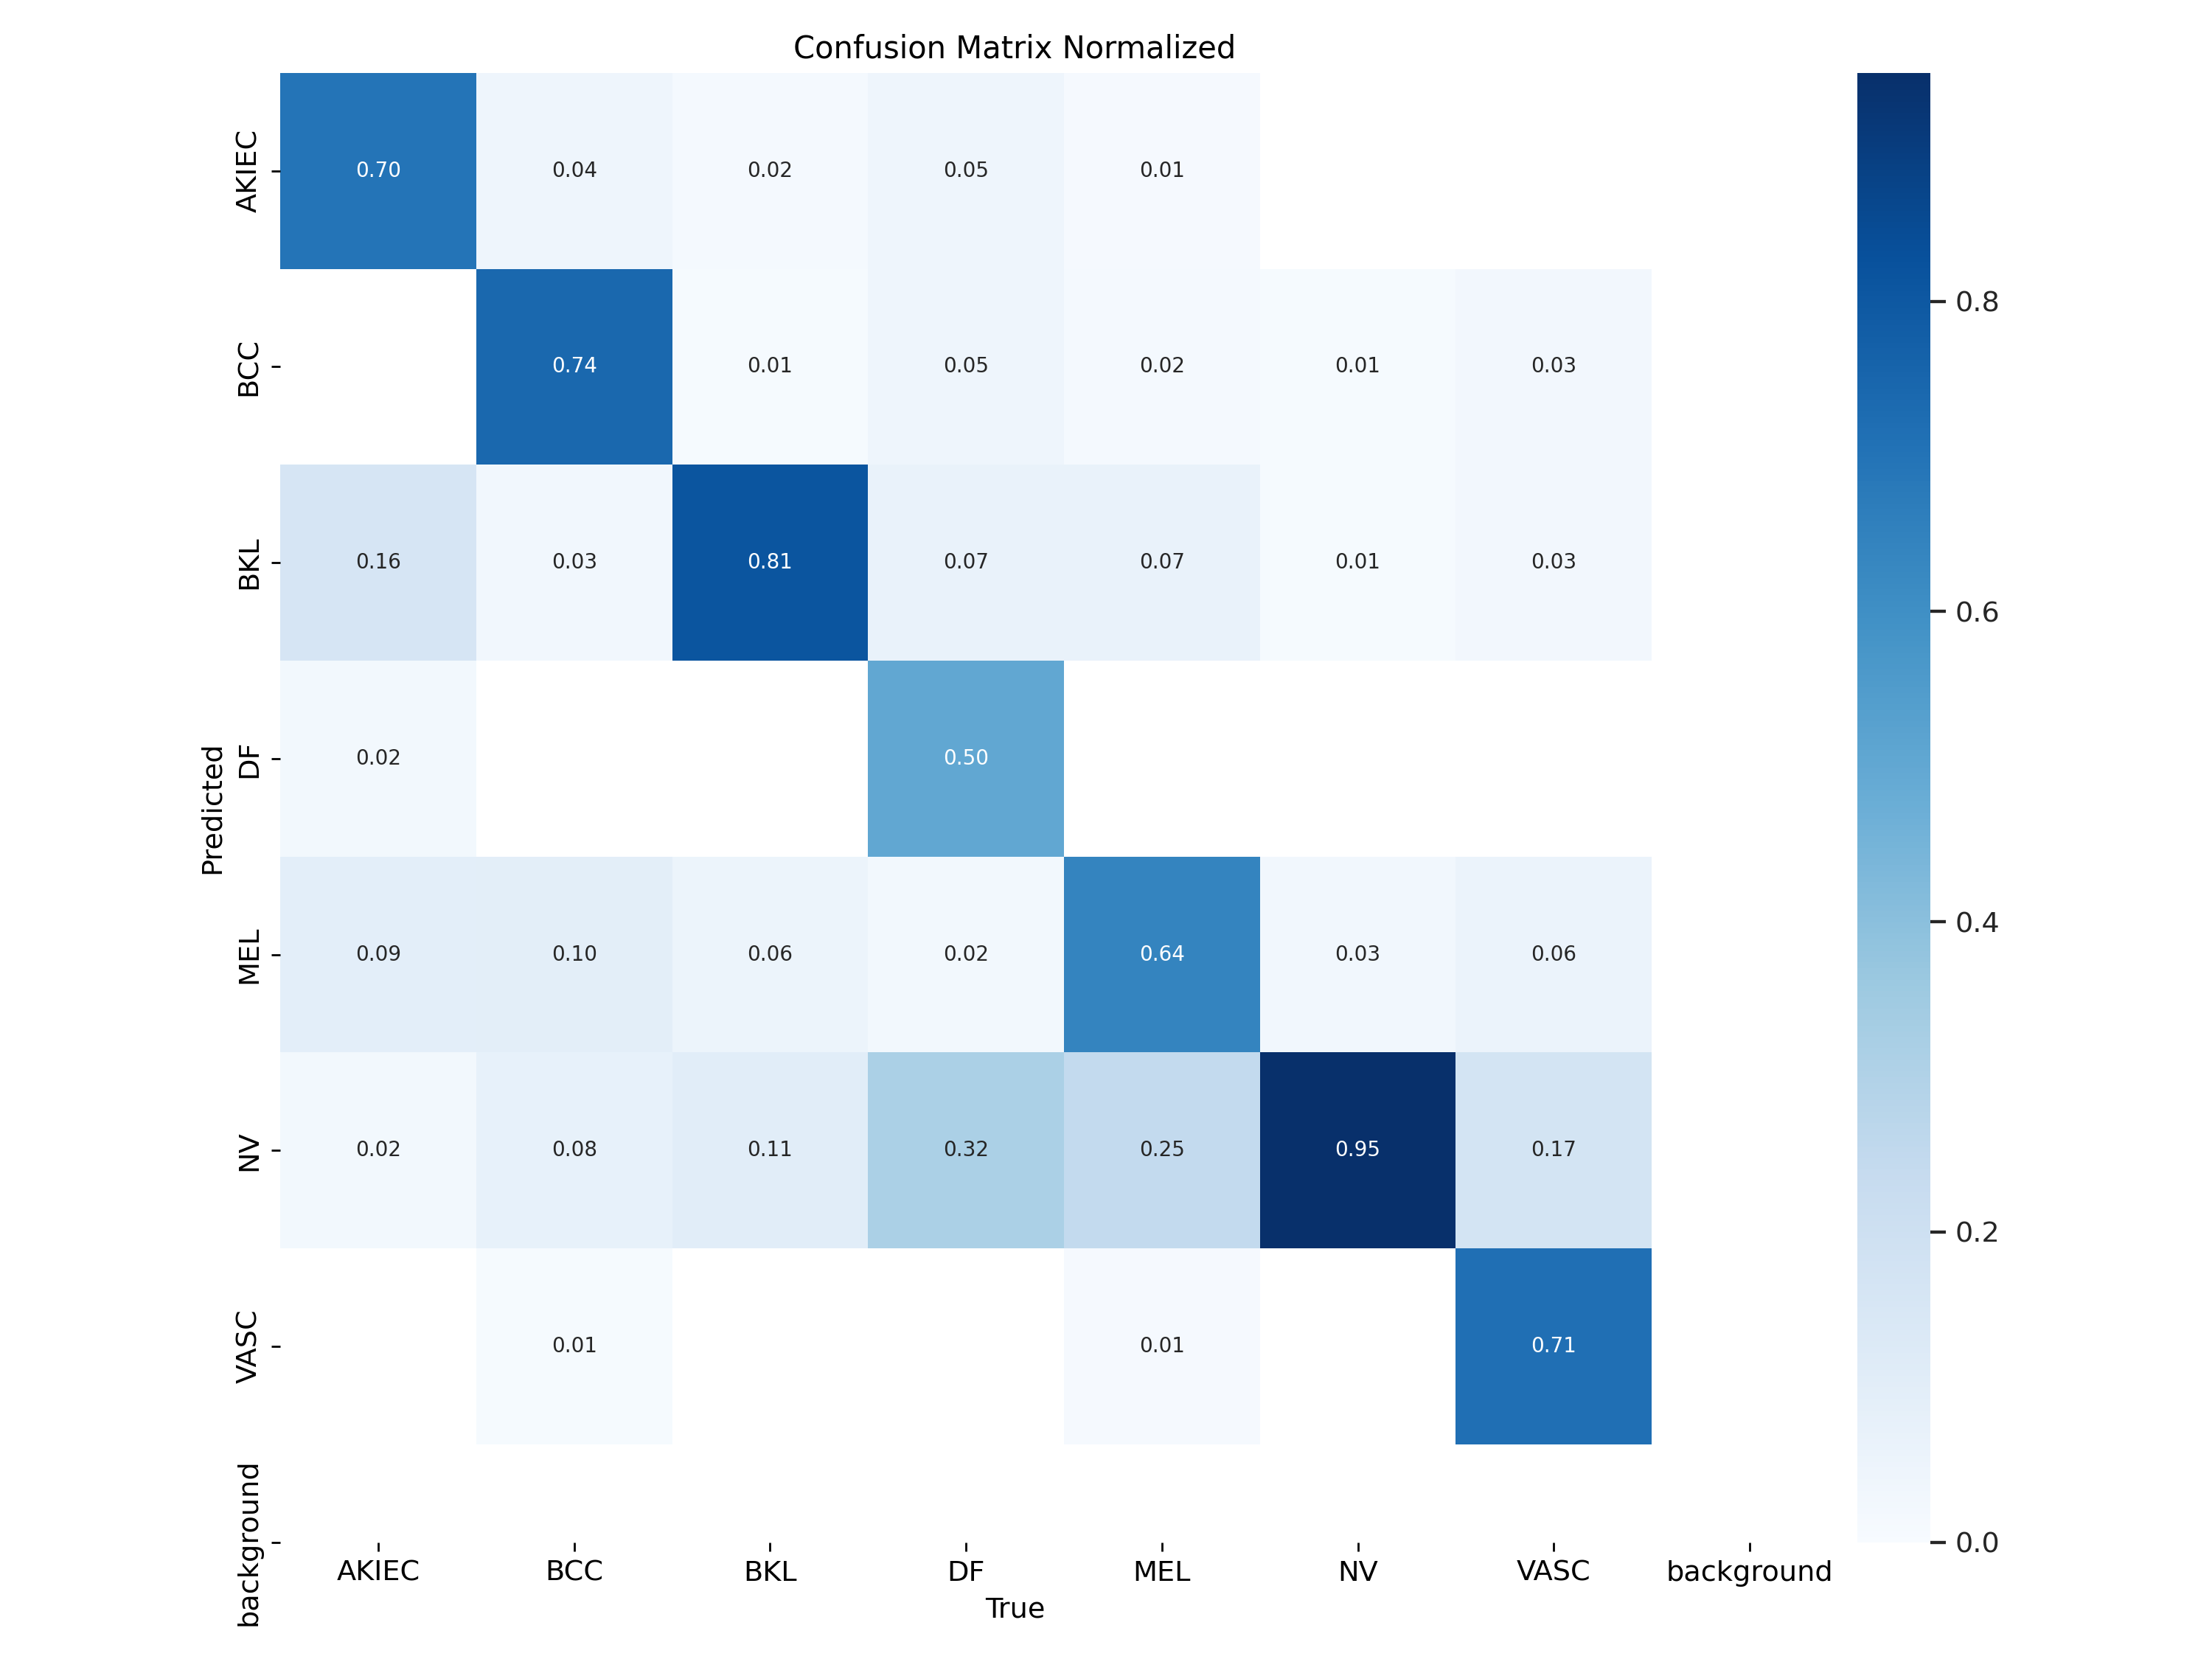 Confusion Matrix Normalized
AKIEC 0.70 0.04 0.02 0.05 0.01
BCC 0.74 0.01 0.05 0.02 0.01 0.03
BKL 0.16 0.03 0.81 0.07 0.07 0.01 0.03
DF 0.02 0.50
MEL 0.09 0.10 0.06 0.02 0.64 0.03 0.06
NV 0.02 0.08 0.11 0.32 0.25 0.95 0.17
VASC 0.01 0.01 0.71
background
Predicted
AKIEC BCC BKL DF MEL NV VASC background
True
0.8
0.6
0.4
0.2
0.0